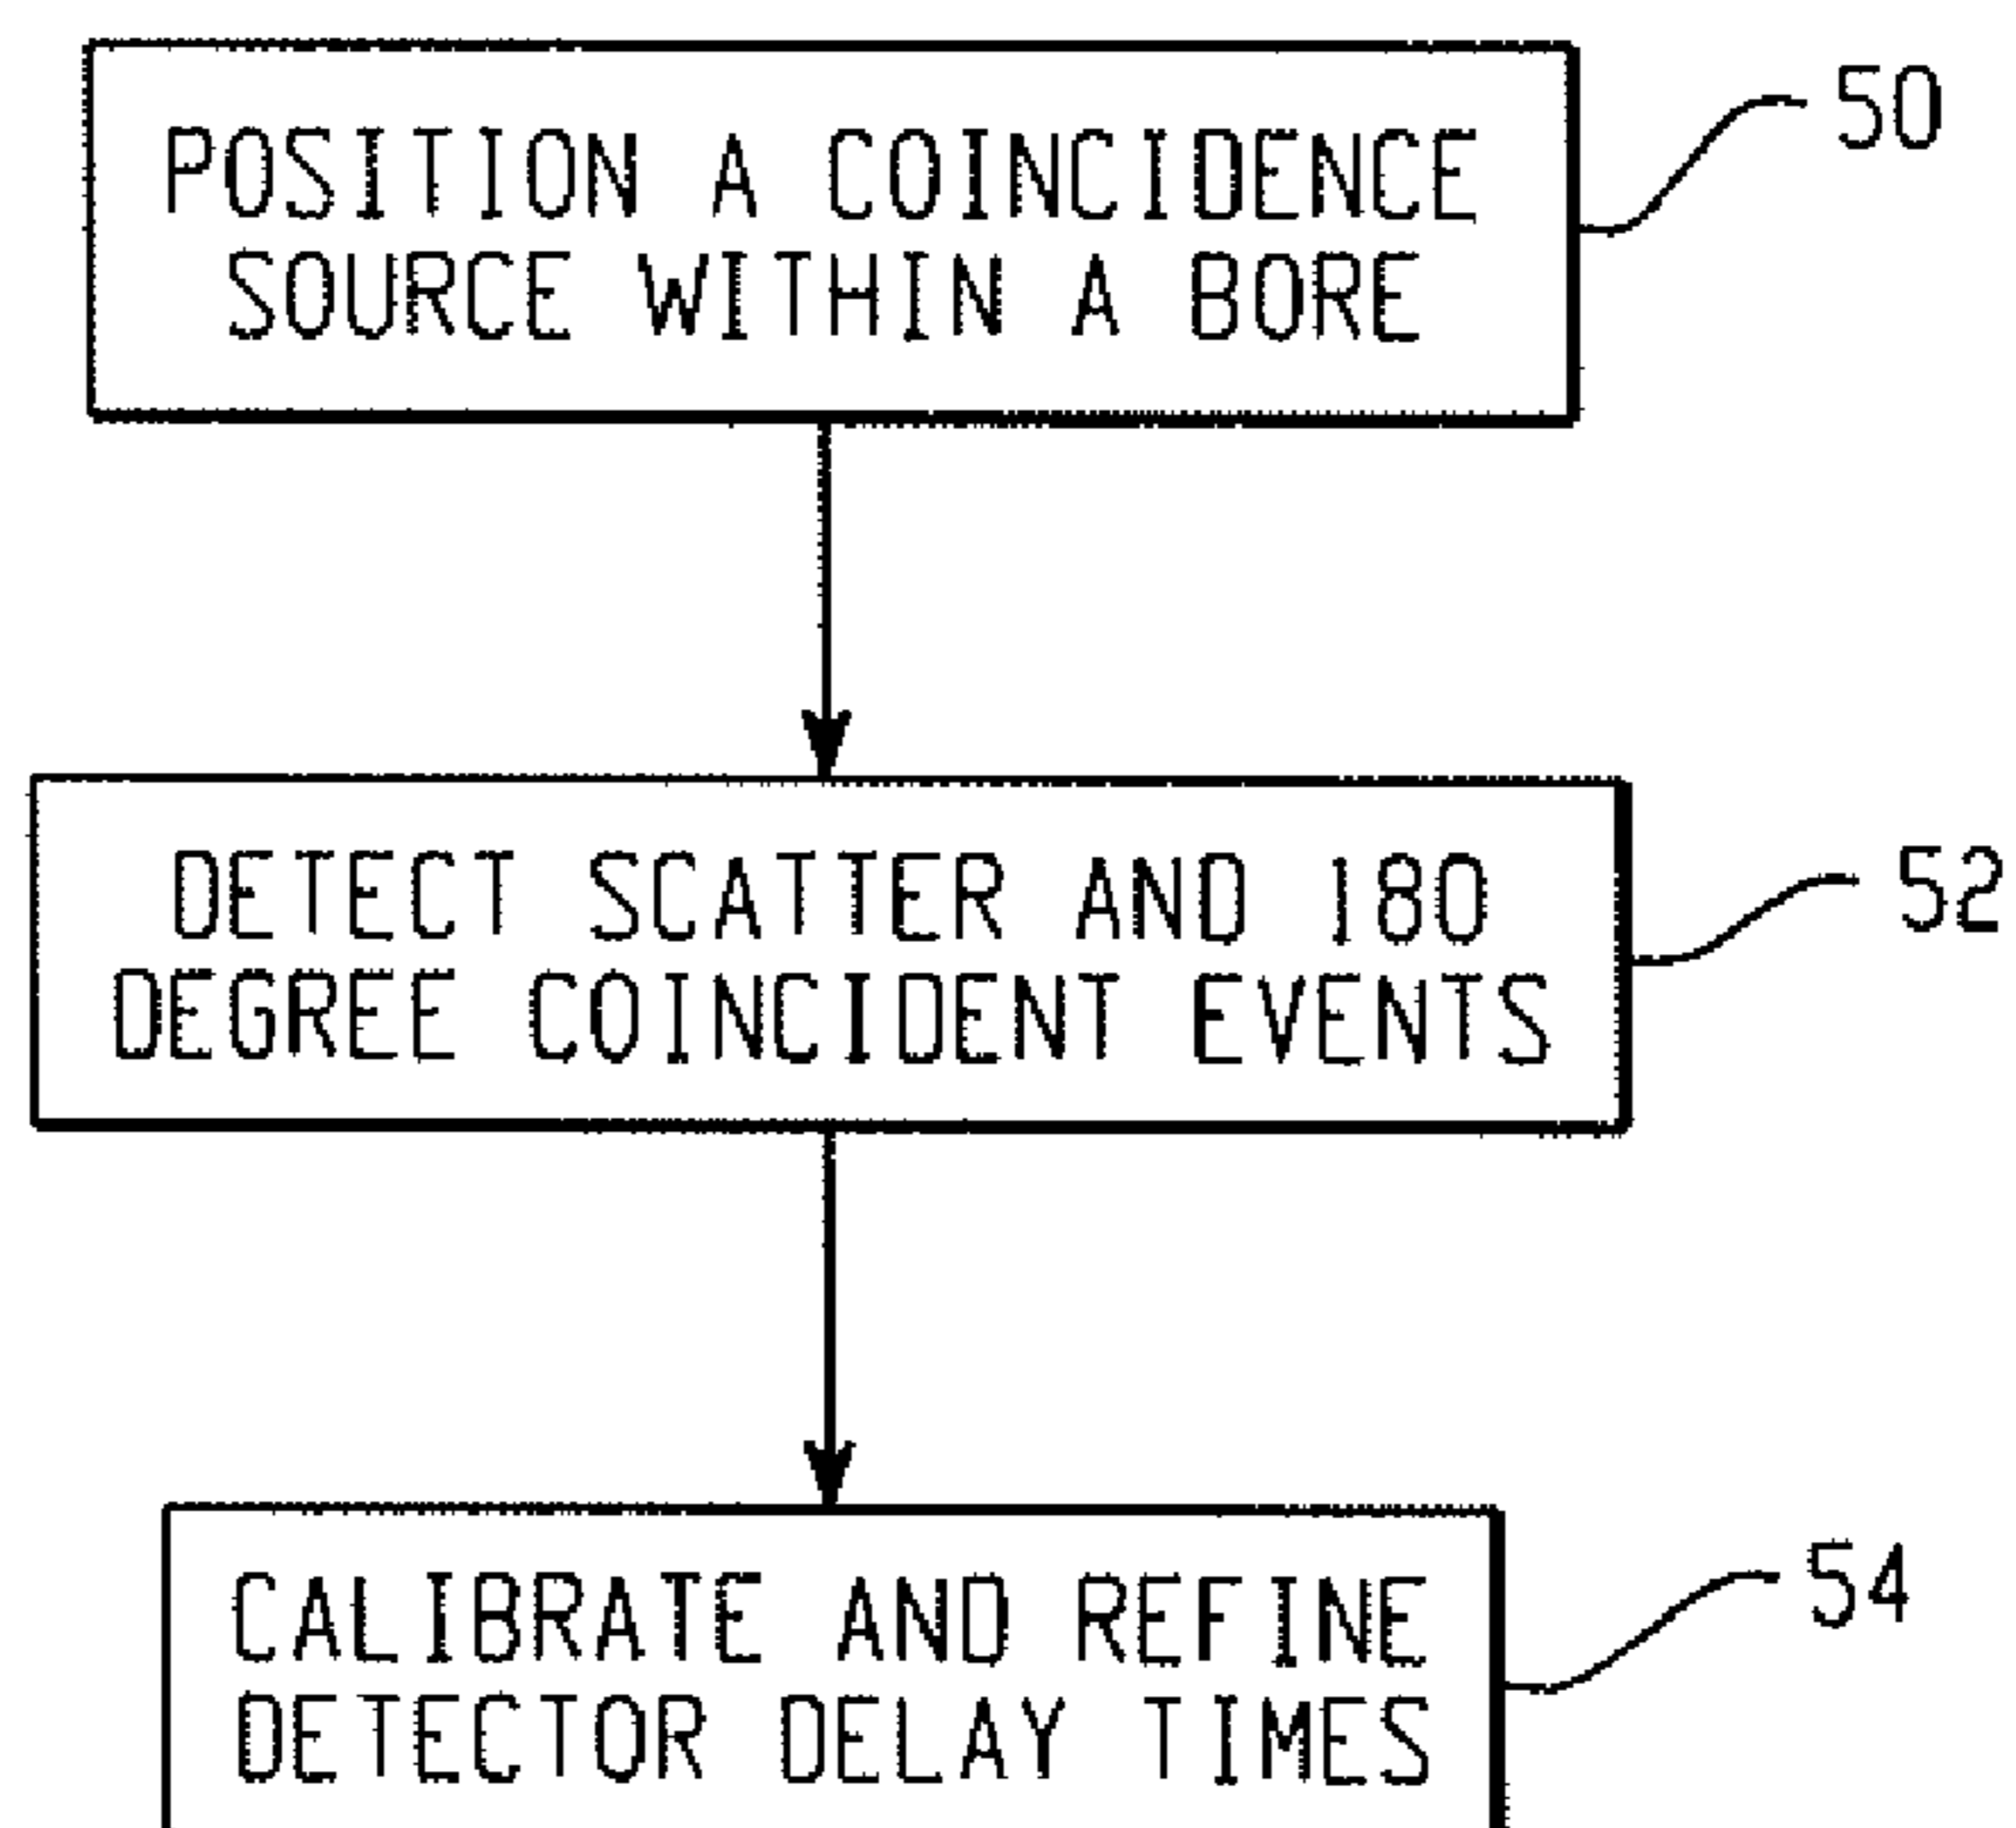 POSITION A COINCIDENCE
SOURCE WITHIN A BORE
50
DETECT SCATTER AND 180
DEGREE COINCIDENT EVENTS
52
CALIBRATE AND REFINE
DETECTOR DELAY TIMES
54